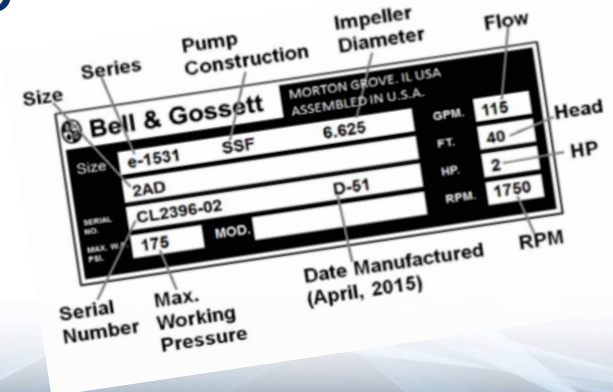 Size
Series
Pump
Construction
Impeller
Diameter
Flow
Bell & Gossett
MORTON GROVE. IL USA
ASSEMBLED IN U.S.A.
Size
e-1531 SSF 6.625
2AD
SERIAL
NO.
CL2396-02 D-51
MAX. W.P.
PSI.
175
MOD.
GPM. 115
FT. 40
HP. 2
RPM. 1750
Head
HP
RPM
Serial
Number
Max.
Working
Pressure
Date Manufactured
(April, 2015)